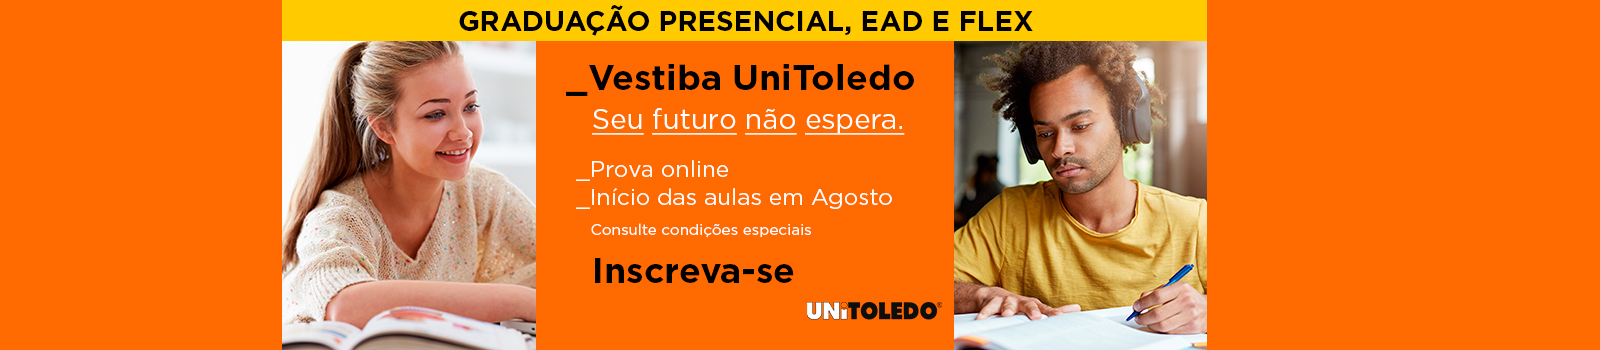 GRADUAÇÃO PRESENCIAL, EAD E FLEX
_Vestiba UniToledo
Seu futuro não espera.
_Prova online
_Início das aulas em Agosto
Consulte condições especiais
Inscreva-se
UNiTOLEDO®